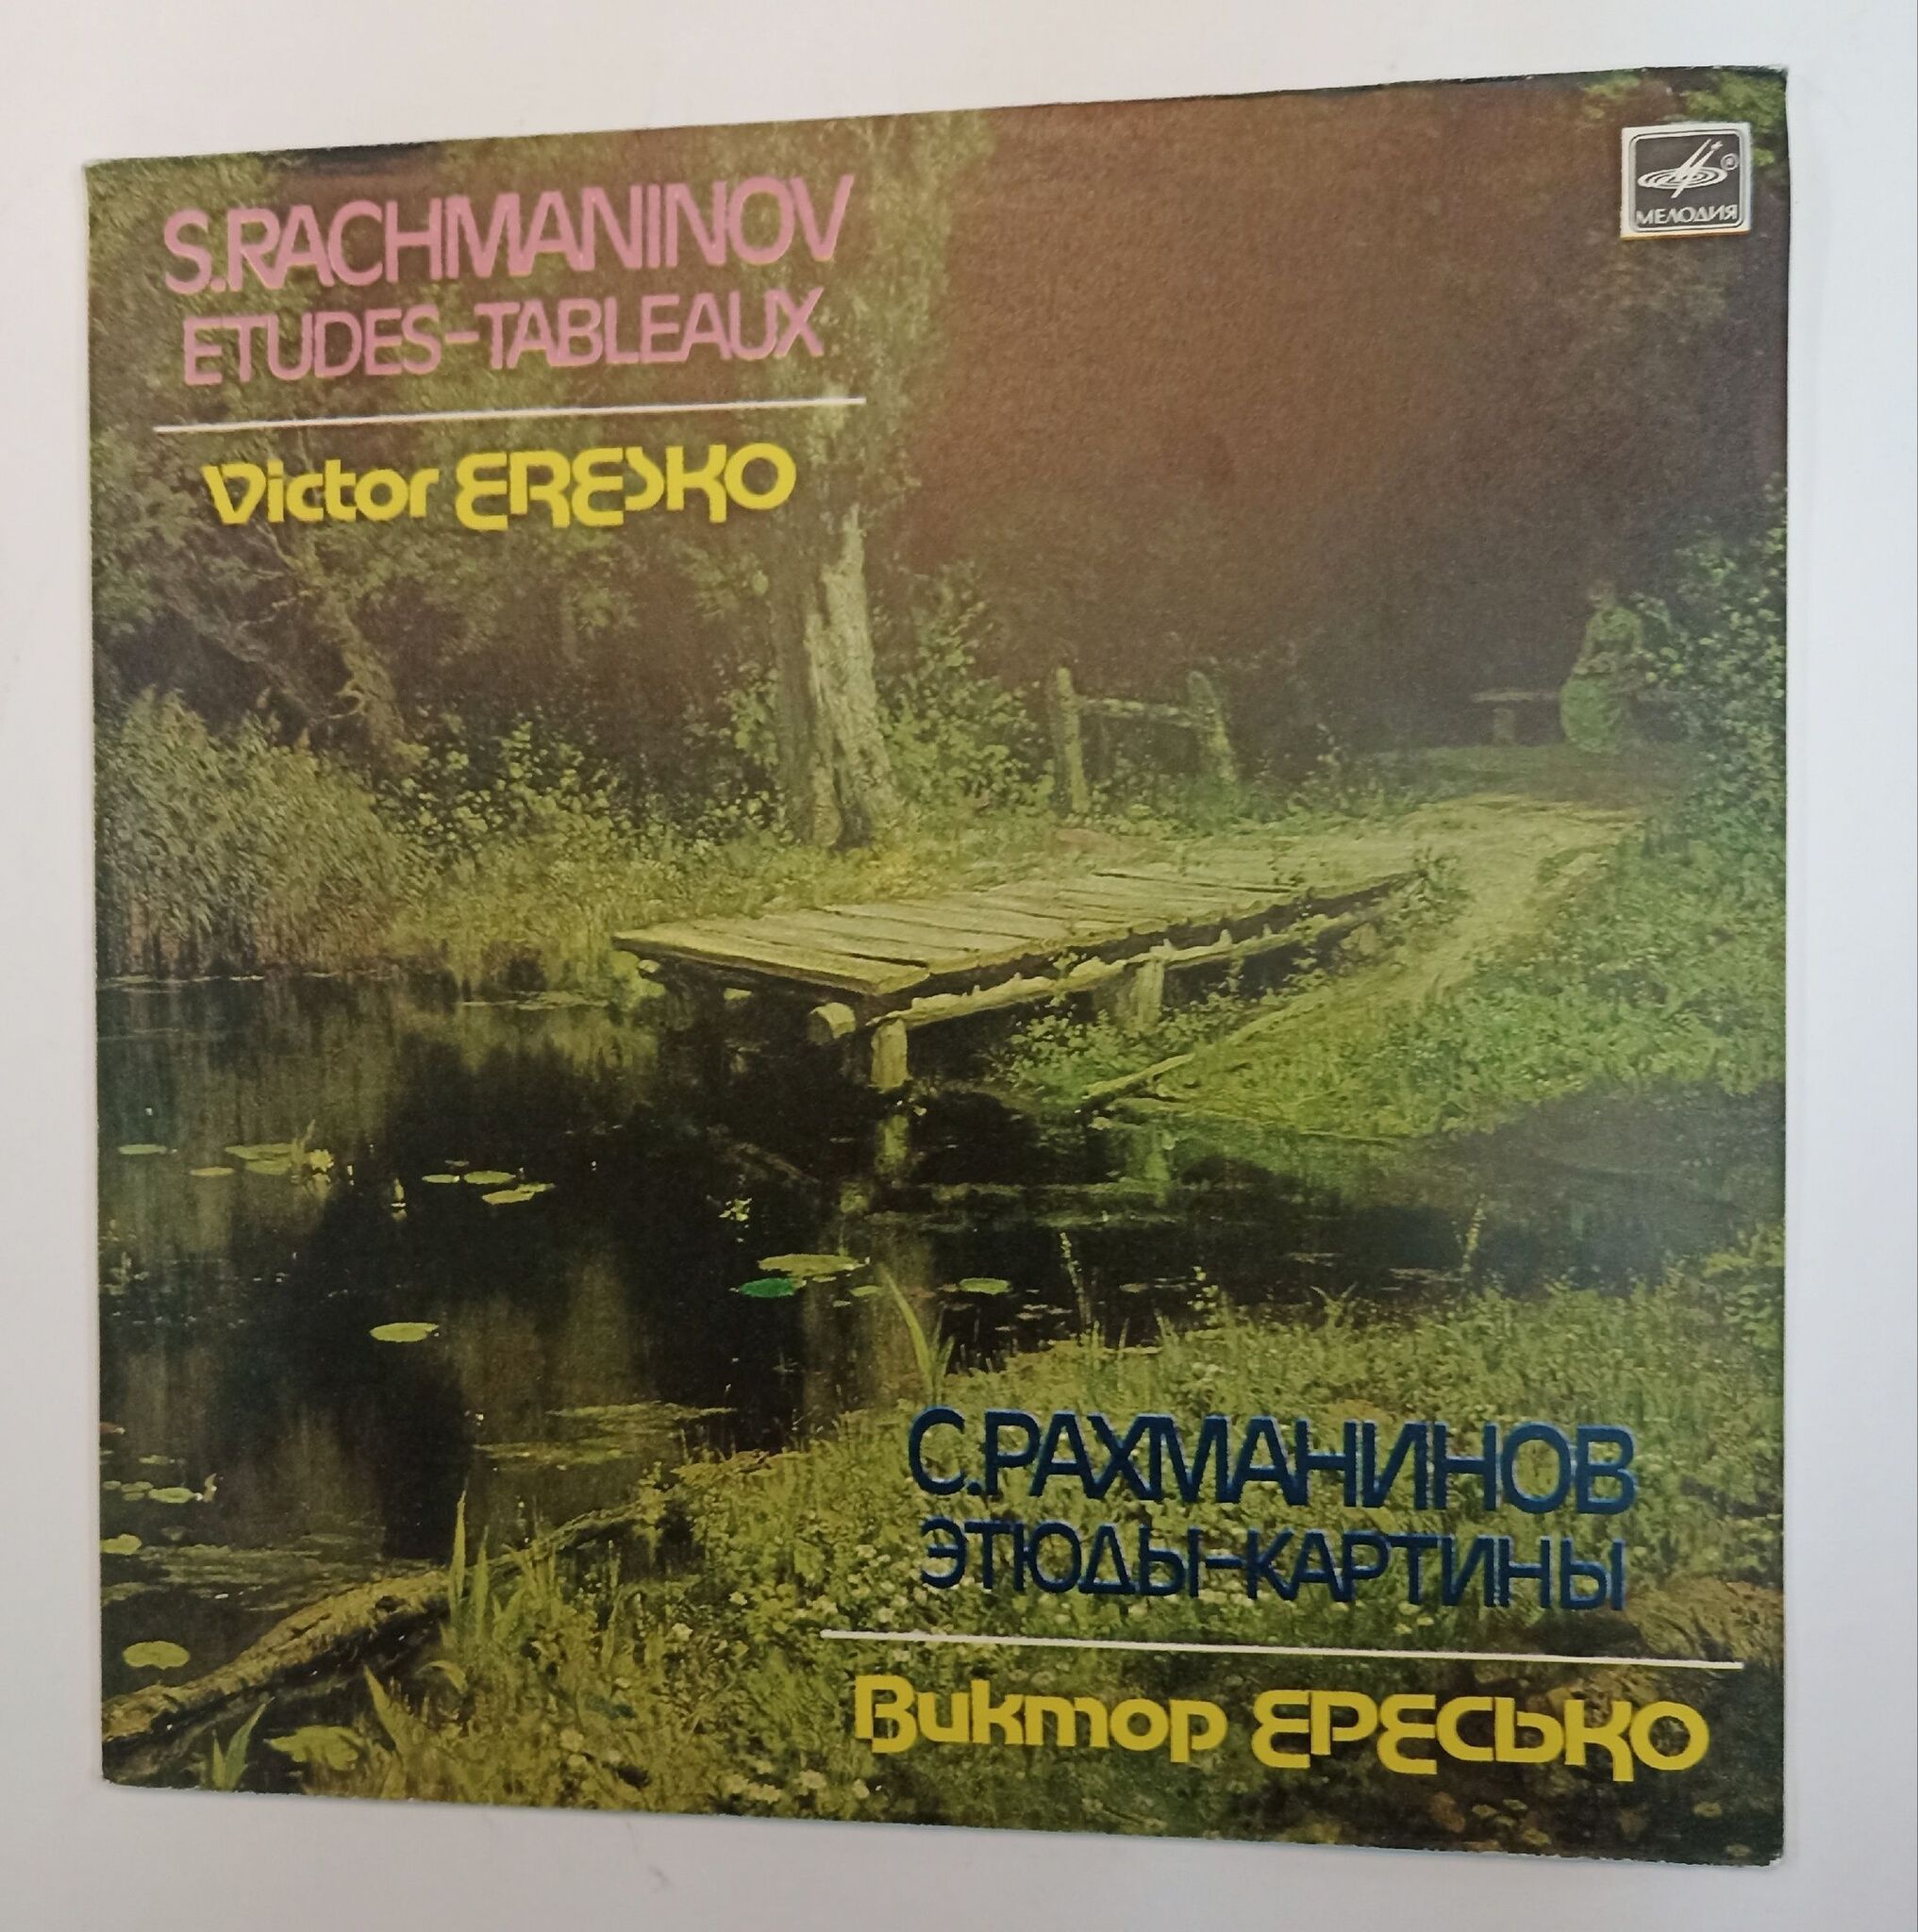 S.RACHMANINOV
ETUDES-TABLEAUX
Victor ERESKO
®
МЕЛОДИЯ
С.РАХМАНИНОВ
ЭТЮДЫ-КАРТИНЫ
Виктор ЕРЕСЬКО